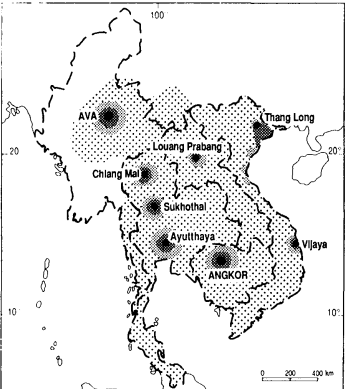 100
AVA
Thang Long
Louang Prabang
20
20°
Chiang Mai
Sukhothai
Ayutthaya
Vijaya
ANGKOR
10
10°
0 200 400 km